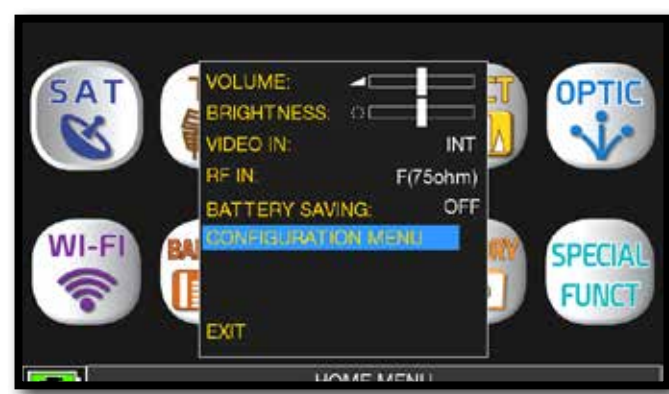 SAT
OPTIC
VOLUME:
BRIGHTNESS:
VIDEO IN: INT
RF IN: F(75ohm)
BATTERY SAVING: OFF
CONFIGURATION MENU
EXIT
WI-FI
SPECIAL
FUNCT
HOME MENU